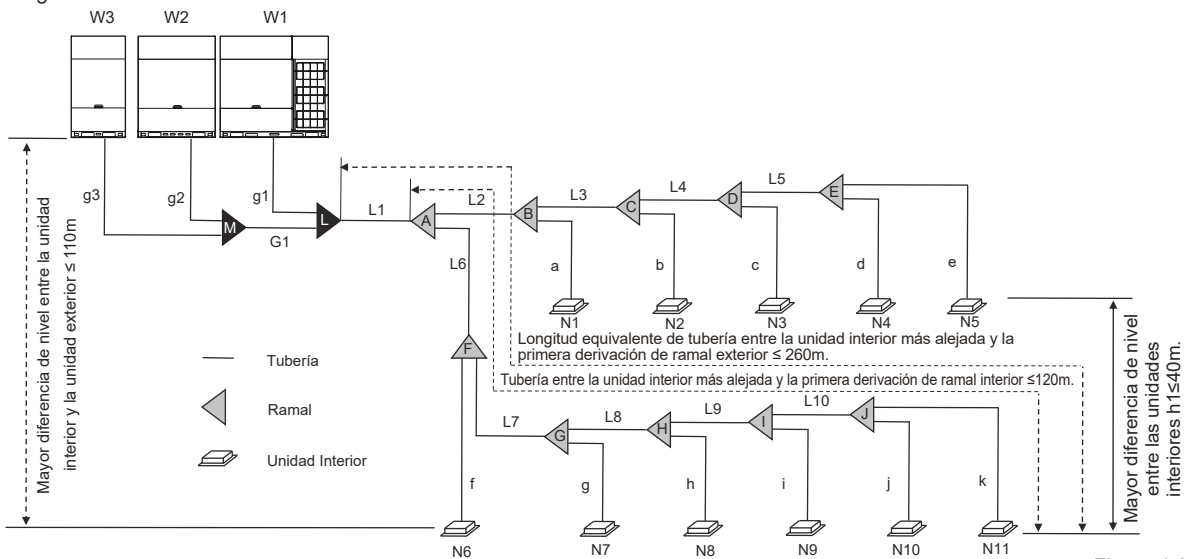 W3
W2
W1
Mayor diferencia de nivel entre la unidad
interior y la unidad exterior ≤ 110m
g3
g2
g1
M
L
G1
L1
A
L2
B
L3
C
L4
D
L5
E
L6
a
b
c
d
e
N1
N2
N3
N4
N5
Longitud equivalente de tubería entre la unidad interior más alejada y la
primera derivación de ramal exterior ≤ 260m.
Tubería entre la unidad interior más alejada y la primera derivación de ramal interior ≤120m.
Mayor diferencia de nivel
entre las unidades
interiores h1≤40m.
Tubería
Ramal
Unidad Interior
F
L7
G
L8
H
L9
I
L10
J
f
g
h
i
j
k
N6
N7
N8
N9
N10
N11